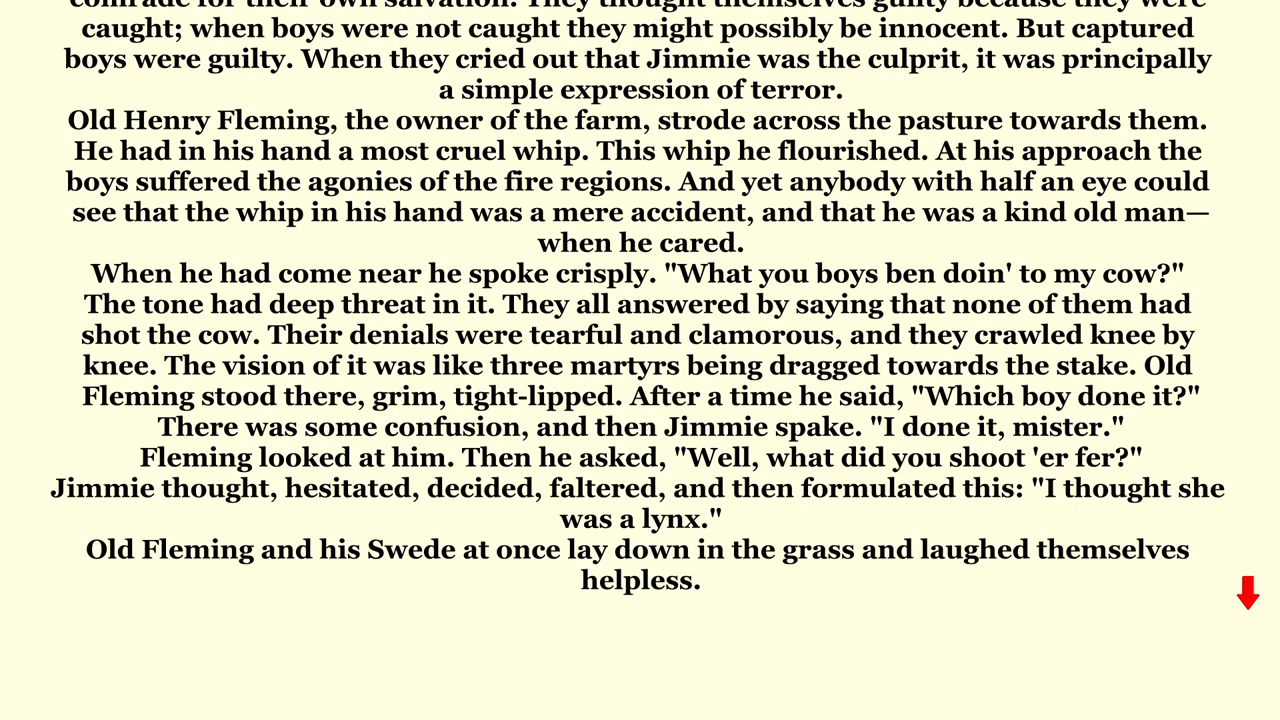 comrade for their own salvation. They thought themselves guilty because they were
caught; when boys were not caught they might possibly be innocent. But captured
boys were guilty. When they cried out that Jimmie was the culprit, it was principally
a simple expression of terror.
Old Henry Fleming, the owner of the farm, strode across the pasture towards them.
He had in his hand a most cruel whip. This whip he flourished. At his approach the
boys suffered the agonies of the fire regions. And yet anybody with half an eye could
see that the whip in his hand was a mere accident, and that he was a kind old man—
when he cared.
When he had come near he spoke crisply. "What you boys ben doin' to my cow?"
The tone had deep threat in it. They all answered by saying that none of them had
shot the cow. Their denials were tearful and clamorous, and they crawled knee by
knee. The vision of it was like three martyrs being dragged towards the stake. Old
Fleming stood there, grim, tight-lipped. After a time he said, "Which boy done it?"
There was some confusion, and then Jimmie spake. "I done it, mister."
Fleming looked at him. Then he asked, "Well, what did you shoot 'er fer?"
Jimmie thought, hesitated, decided, faltered, and then formulated this: "I thought she
was a lynx."
Old Fleming and his Swede at once lay down in the grass and laughed themselves
helpless.